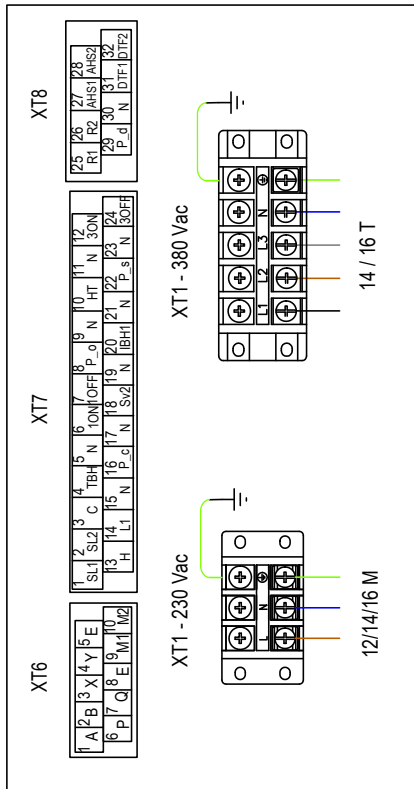 XT6
1 2 3 4 5
A B X Y E
6 7 8 9 10
P Q E M1 M2
XT7
1 2 3 4 5 6 7 8 9 10 11 12
SL1 SL2 C TBH N 1ON 1OFF P_o N HT N 3ON
13 14 15 16 17 18 19 20 21 22 23 24
H L1 N P_c N Sv2 N IBH1 N P_s N 3OFF
XT8
25 26 27 28
R1 R2 AHS1 AHS2
29 30 31 32
P_d N DTF1 DTF2
XT1 - 230 Vac
L N
12/14/16 M
XT1 - 380 Vac
L1 L2 L3 N
14 / 16 T